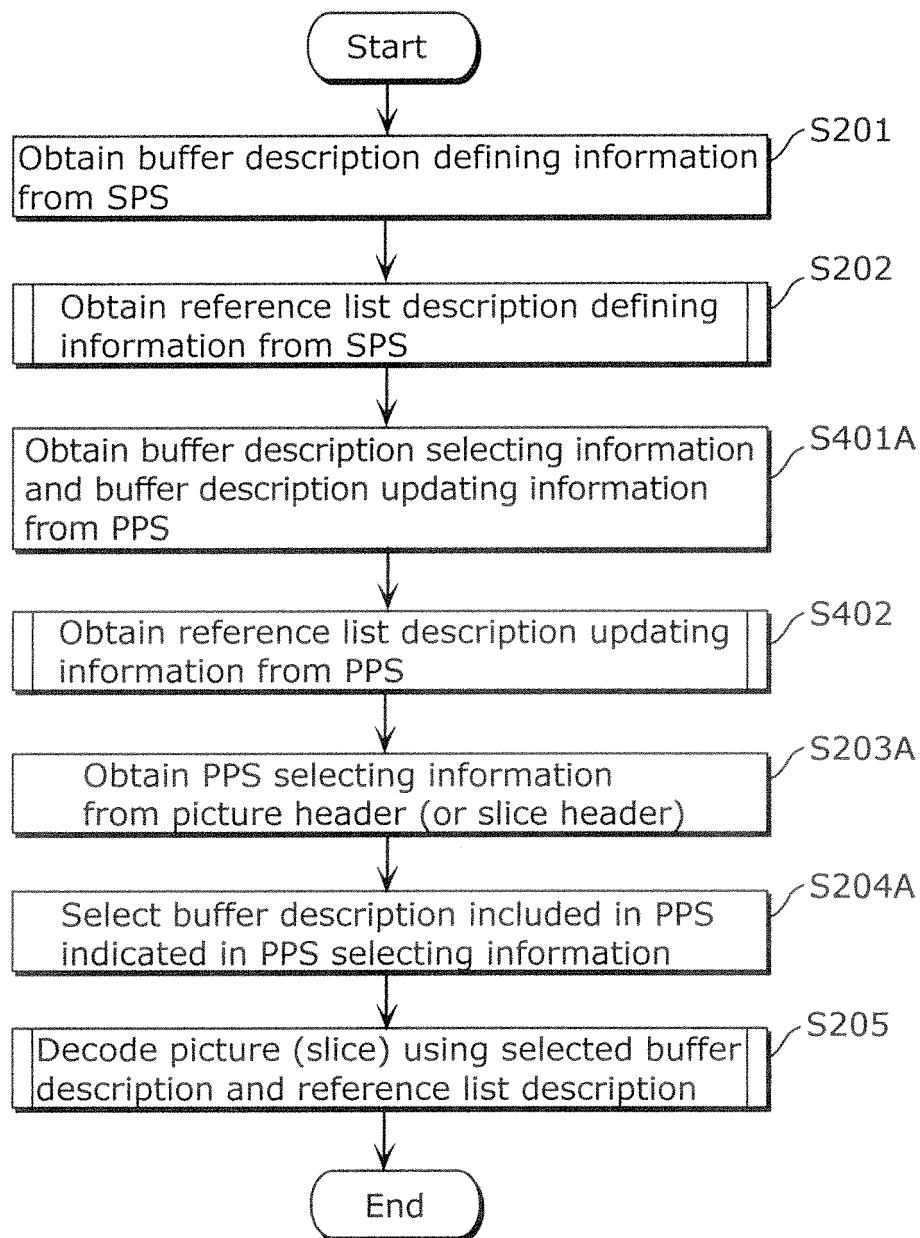 Start
S201
Obtain buffer description defining information
from SPS
S202
Obtain reference list description defining
information from SPS
S401A
Obtain buffer description selecting information
and buffer description updating information
from PPS
S402
Obtain reference list description updating
information from PPS
S203A
Obtain PPS selecting information
from picture header (or slice header)
S204A
Select buffer description included in PPS
indicated in PPS selecting information
S205
Decode picture (slice) using selected buffer
description and reference list description
End